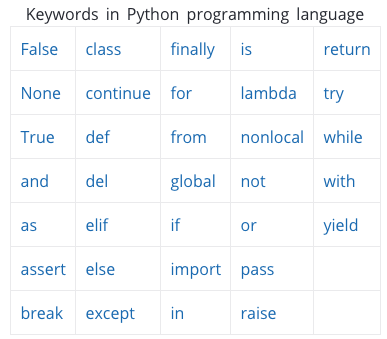 Keywords in Python programming language
False class finally is return
None continue for lambda try
True def from nonlocal while
and del global not with
as elif if or yield
assert else import pass
break except in raise